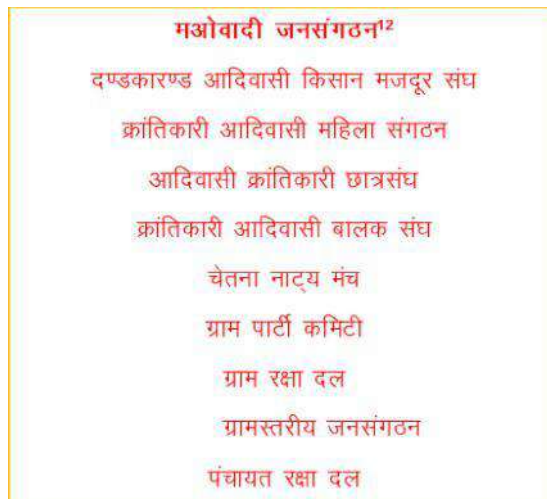 मओवादी जनसंगठन¹²
दण्डकारण्ड आदिवासी किसान मजदूर संघ
क्रांतिकारी आदिवासी महिला संगठन
आदिवासी क्रांतिकारी छात्रसंघ
क्रांतिकारी आदिवासी बालक संघ
चेतना नाट्य मंच
ग्राम पार्टी कमिटी
ग्राम रक्षा दल
ग्रामस्तरीय जनसंगठन
पंचायत रक्षा दल